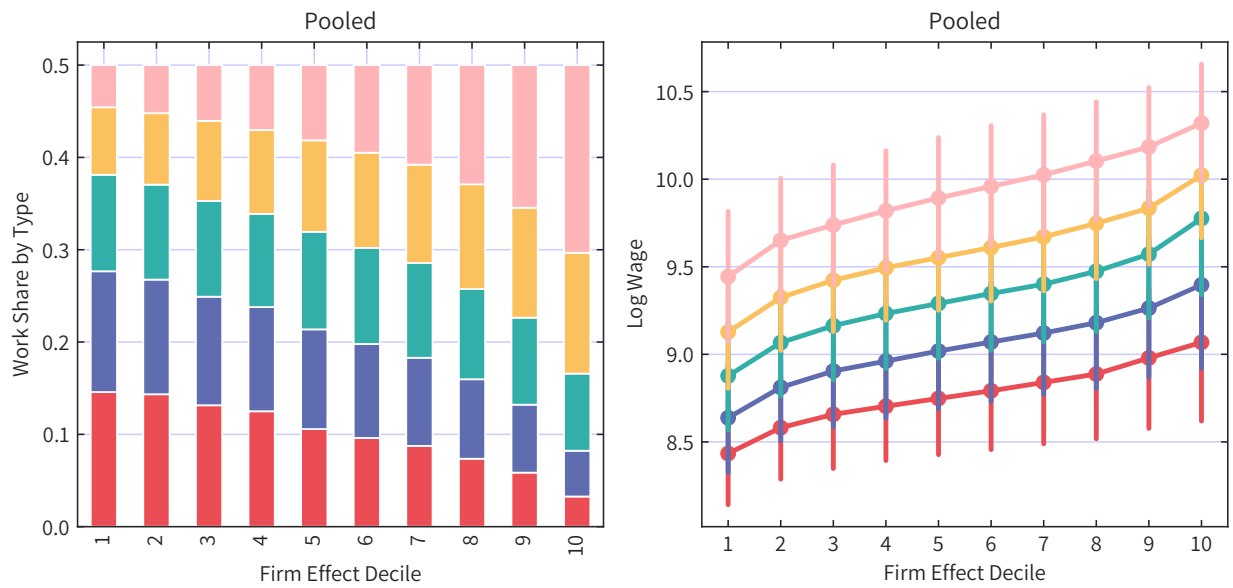 Pooled
0.5
0.4
0.3
0.2
0.1
0.0
Work Share by Type
1 2 3 4 5 6 7 8 9 10
Firm Effect Decile
Pooled
10.5
10.0
9.5
9.0
8.5
Log Wage
1 2 3 4 5 6 7 8 9 10
Firm Effect Decile